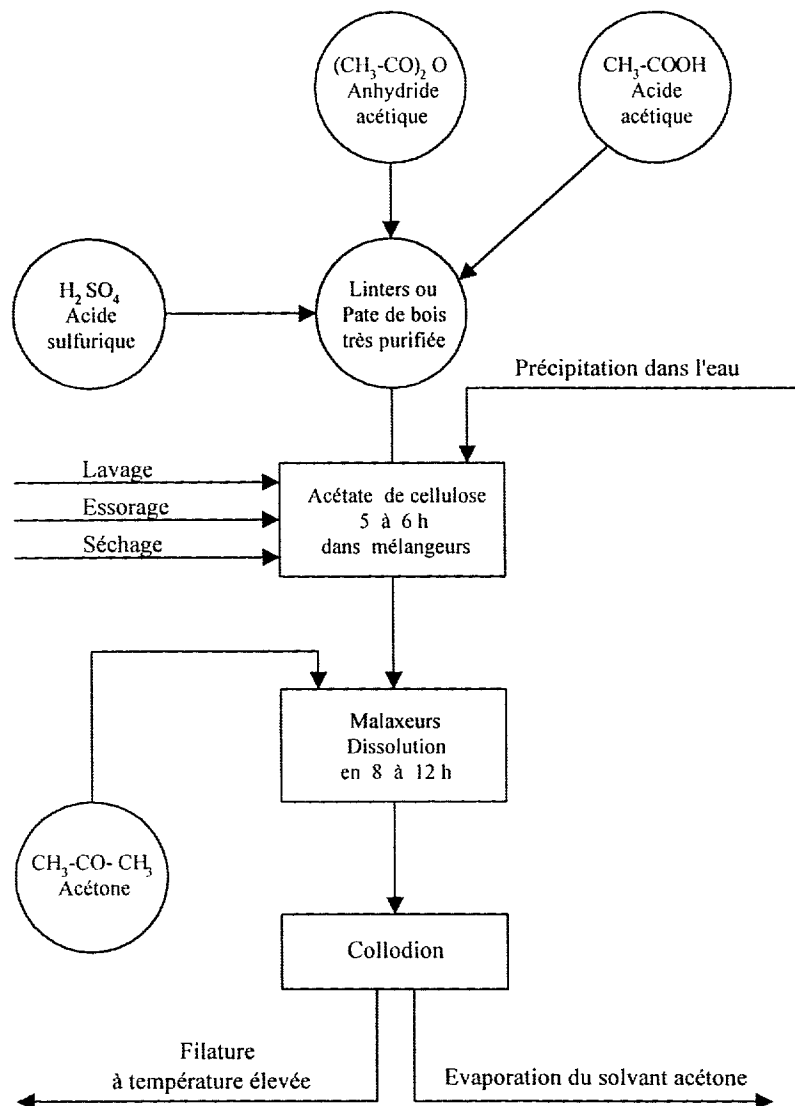 (CH₃-CO)₂ O
Anhydride
acétique
CH₃-COOH
Acide
acétique
H₂ SO₄
Acide
sulfurique
Linters ou
Pate de bois
très purifiée
Précipitation dans l'eau
Lavage
Essorage
Séchage
Acétate de cellulose
5 à 6 h
dans mélangeurs
Malaxeurs
Dissolution
en 8 à 12 h
CH₃-CO- CH₃
Acétone
Collodion
Filature
à température élevée
Evaporation du solvant acétone